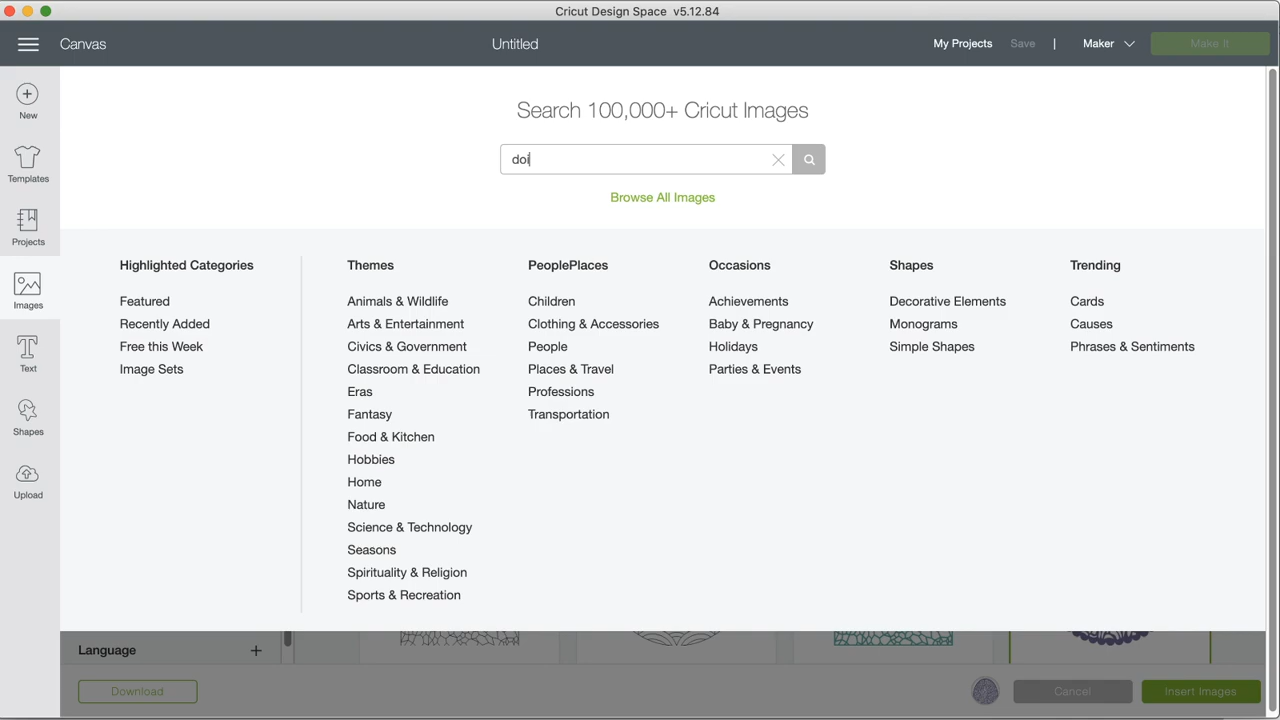 Cricut Design Space v5.12.84
Canvas
Untitled
My Projects
Save
|
Maker
Make It
New
Templates
Projects
Images
Text
Shapes
Upload
Search 100,000+ Cricut Images
doi
Browse All Images
Highlighted Categories
Featured
Recently Added
Free this Week
Image Sets
Themes
Animals & Wildlife
Arts & Entertainment
Civics & Government
Classroom & Education
Eras
Fantasy
Food & Kitchen
Hobbies
Home
Nature
Science & Technology
Seasons
Spirituality & Religion
Sports & Recreation
PeoplePlaces
Children
Clothing & Accessories
People
Places & Travel
Professions
Transportation
Occasions
Achievements
Baby & Pregnancy
Holidays
Parties & Events
Shapes
Decorative Elements
Monograms
Simple Shapes
Trending
Cards
Causes
Phrases & Sentiments
Language +
Download
Cancel
Insert Images